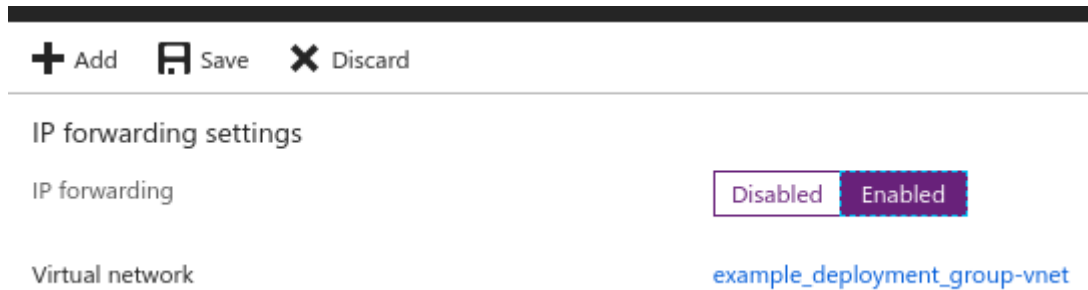 Add Save Discard
IP forwarding settings
IP forwarding Disabled Enabled
Virtual network example_deployment_group-vnet